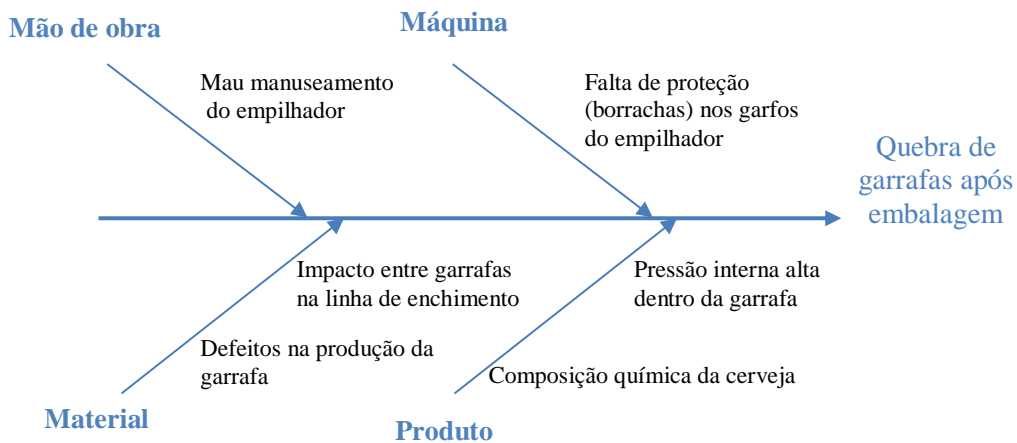 Mão de obra
Máquina
Mau manuseamento
do empilhador
Falta de proteção
(borrachas) nos garfos
do empilhador
Quebra de
garrafas após
embalagem
Impacto entre garrafas
na linha de enchimento
Pressão interna alta
dentro da garrafa
Defeitos na produção da
garrafa
Composição química da cerveja
Material
Produto